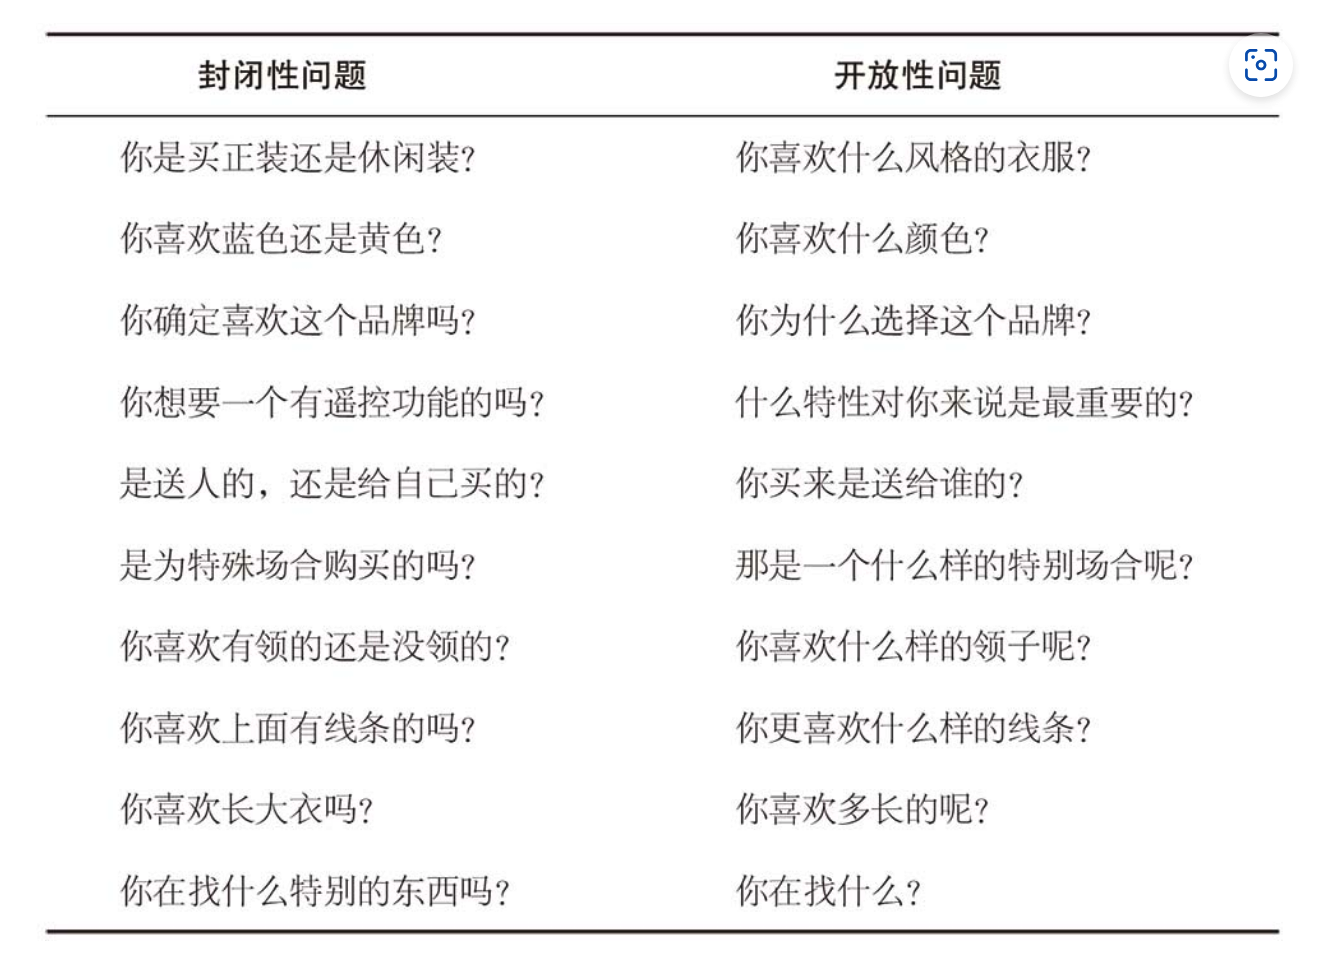 封闭性问题 开放性问题
你是买正装还是休闲装? 你喜欢什么风格的衣服?
你喜欢蓝色还是黄色? 你喜欢什么颜色?
你确定喜欢这个品牌吗? 你为什么选择这个品牌?
你想要一个有遥控功能的吗? 什么特性对你来说是最重要的?
是送人的，还是给自己买的? 你买来是送给谁的?
是为特殊场合购买的吗? 那是一个什么样的特别场合呢?
你喜欢有领的还是没领的? 你喜欢什么样的领子呢?
你喜欢上面有线条的吗? 你更喜欢什么样的线条?
你喜欢长大衣吗? 你喜欢多长的呢?
你在找什么特别的东西吗? 你在找什么?